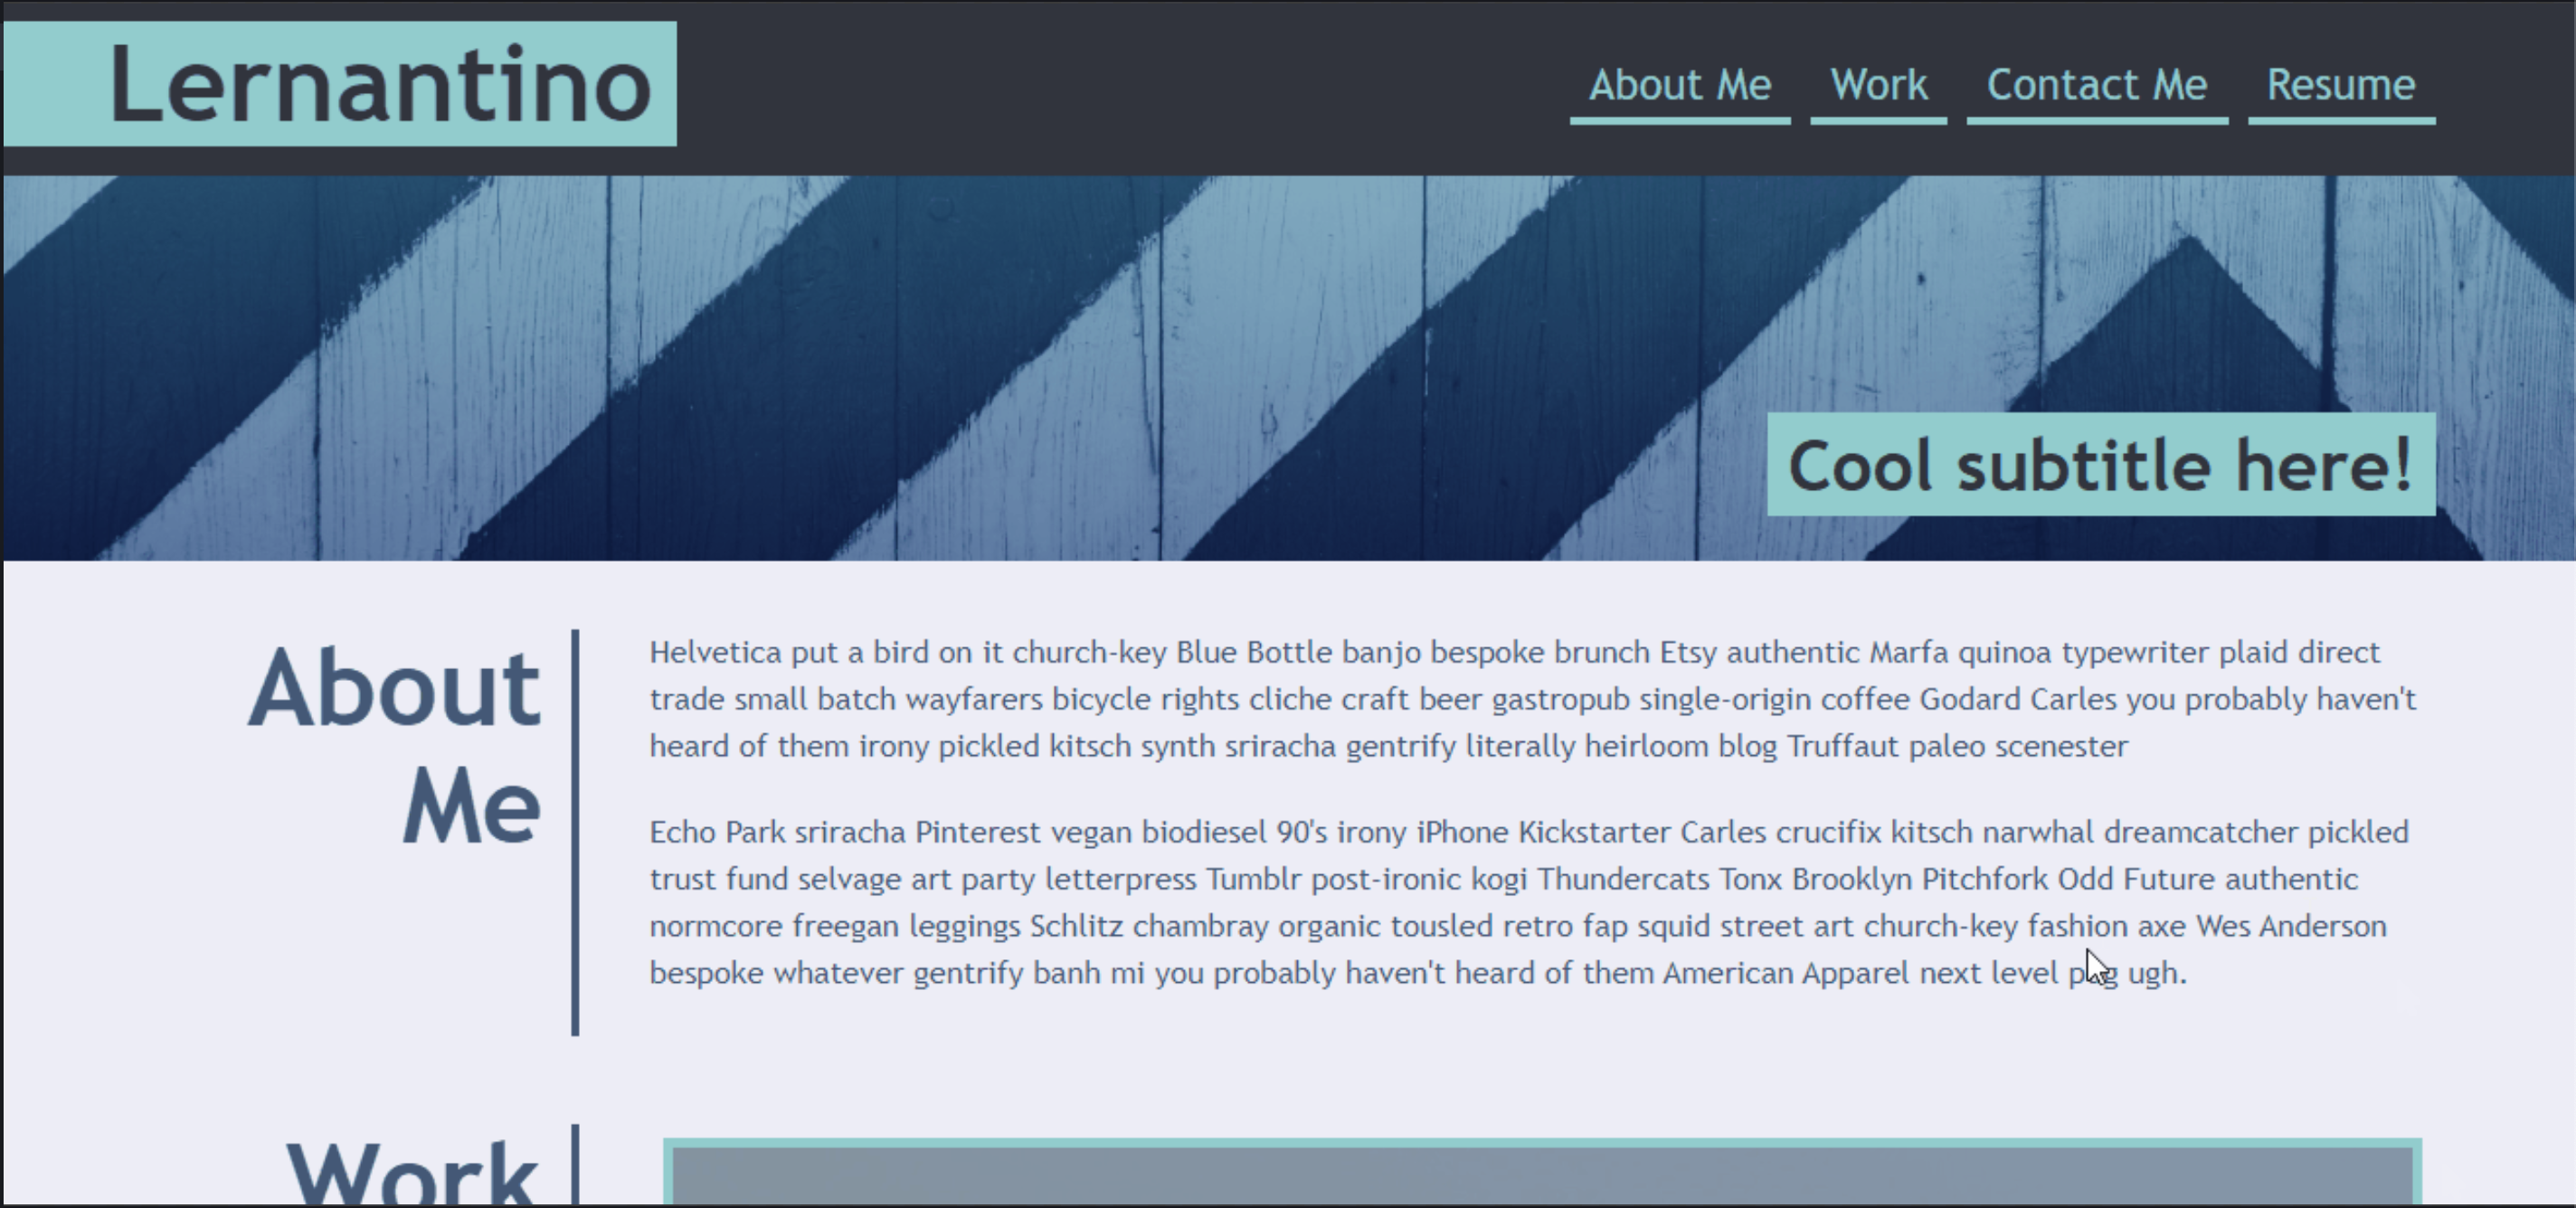 Lernantino
About Me
Work
Contact Me
Resume
Cool subtitle here!
About
Me
Helvetica put a bird on it church-key Blue Bottle banjo bespoke brunch Etsy authentic Marfa quinoa typewriter plaid direct
trade small batch wayfarers bicycle rights cliche craft beer gastropub single-origin coffee Godard Carles you probably haven't
heard of them irony pickled kitsch synth sriracha gentrify literally heirloom blog Truffaut paleo scenester
Echo Park sriracha Pinterest vegan biodiesel 90's irony iPhone Kickstarter Carles crucifix kitsch narwhal dreamcatcher pickled
trust fund selvage art party letterpress Tumblr post-ironic kogi Thundercats Tonx Brooklyn Pitchfork Odd Future authentic
normcore freegan leggings Schlitz chambray organic tousled retro fap squid street art church-key fashion axe Wes Anderson
bespoke whatever gentrify banh mi you probably haven't heard of them American Apparel next level ugh.
Work